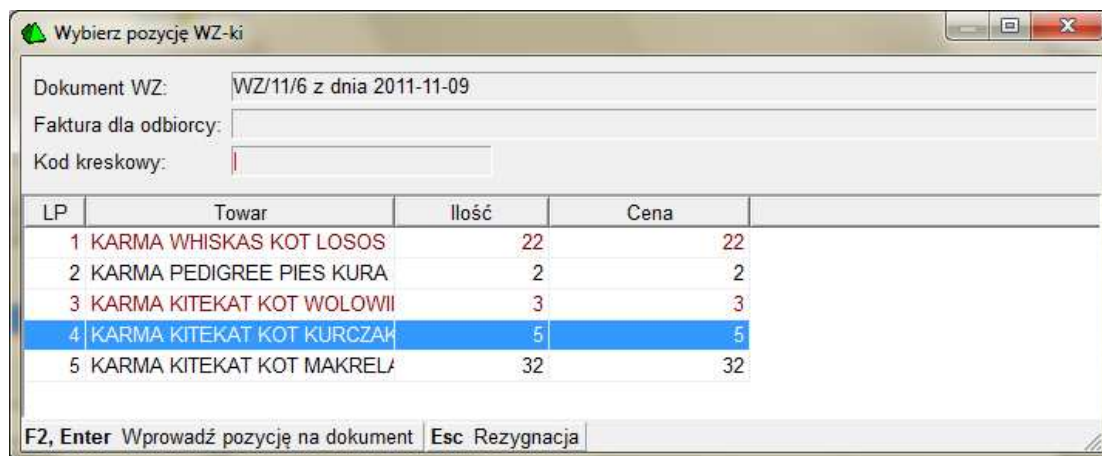 Wybierz pozycję WZ-ki
Dokument WZ: WZ/11/6 z dnia 2011-11-09
Faktura dla odbiorcy:
Kod kreskowy:
LP Towar Ilość Cena
1 KARMA WHISKAS KOT LOSOS 22 22
2 KARMA PEDIGREE PIES KURA 2 2
3 KARMA KITEKAT KOT WOLOWI 3 3
4 KARMA KITEKAT KOT KURCZAK 5 5
5 KARMA KITEKAT KOT MAKRELA 32 32
F2, Enter Wprowadź pozycję na dokument Esc Rezygnacja